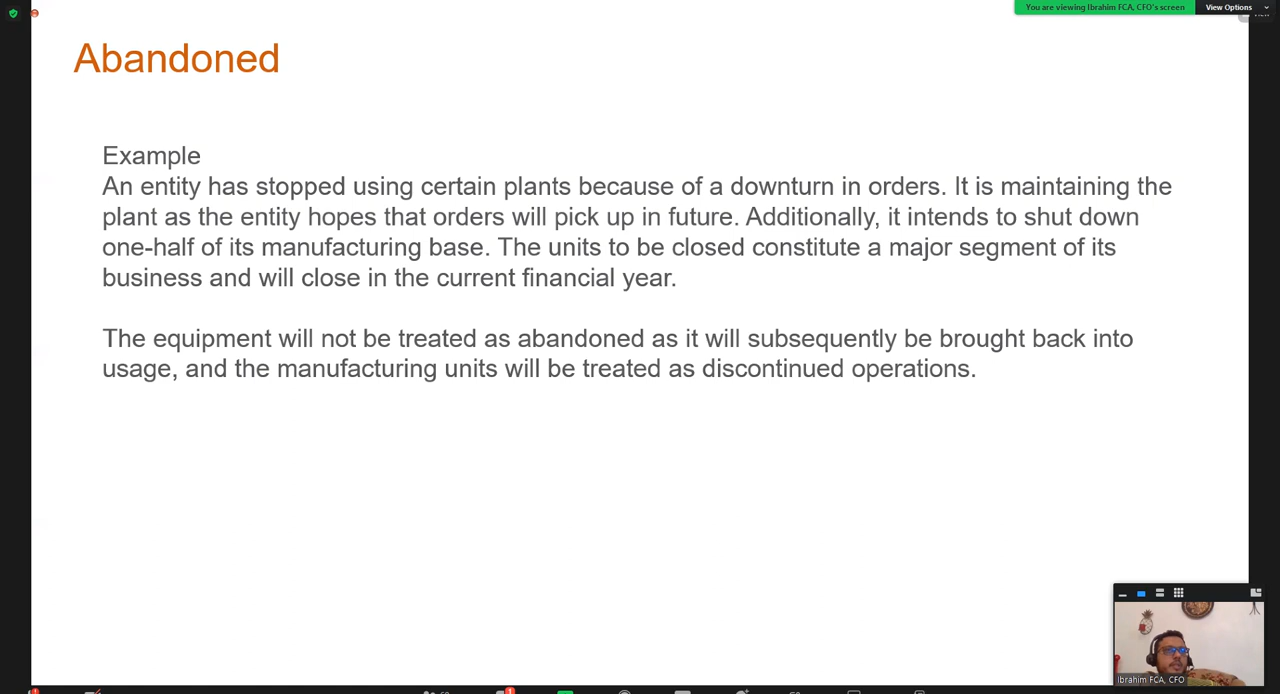 You are viewing Ibrahim FCA, CFO's screen
View Options
Abandoned
Example
An entity has stopped using certain plants because of a downturn in orders. It is maintaining the
plant as the entity hopes that orders will pick up in future. Additionally, it intends to shut down
one-half of its manufacturing base. The units to be closed constitute a major segment of its
business and will close in the current financial year.
The equipment will not be treated as abandoned as it will subsequently be brought back into
usage, and the manufacturing units will be treated as discontinued operations.
Ibrahim FCA, CFO